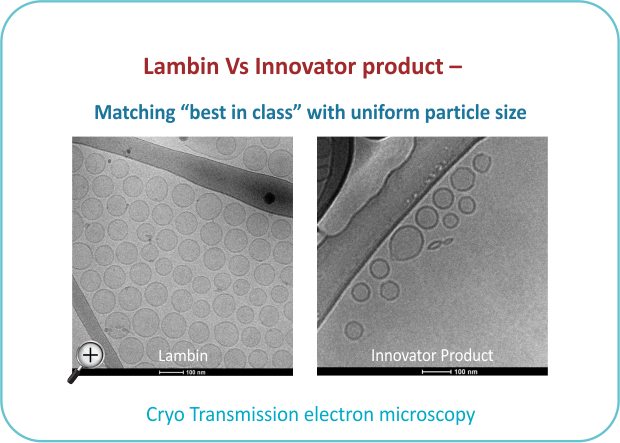 Lambin Vs Innovator product –
Matching “best in class” with uniform particle size
Lambin
Innovator Product
100 nm
100 nm
Cryo Transmission electron microscopy